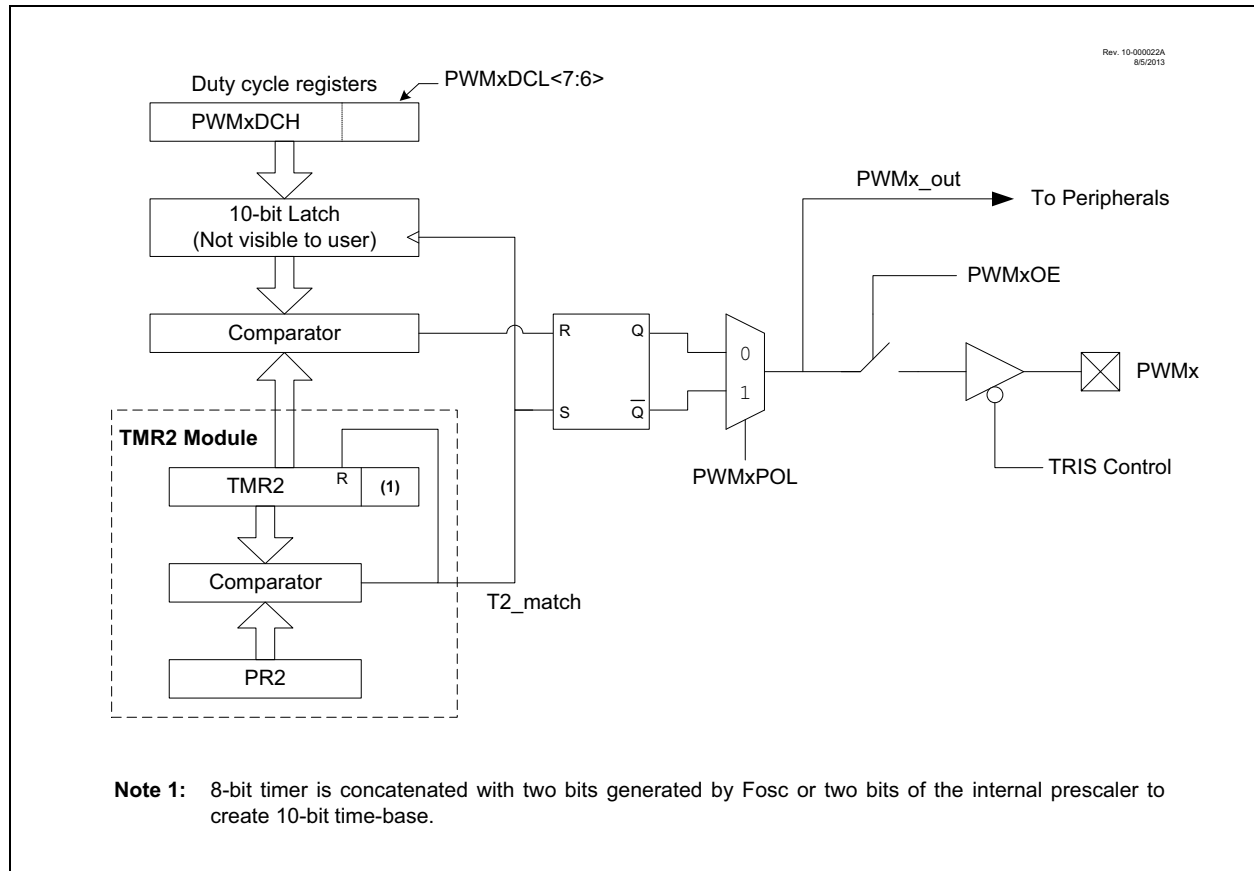 Rev. 10-000022A
8/5/2013
Duty cycle registers
PWMxDCL<7:6>
PWMxDCH
10-bit Latch
(Not visible to user)
Comparator
TMR2 Module
R
TMR2
(1)
Comparator
PR2
T2_match
R
Q
S
Q
0
1
PWMxPOL
PWMx_out
To Peripherals
PWMxOE
PWMx
TRIS Control
Note 1: 8-bit timer is concatenated with two bits generated by Fosc or two bits of the internal prescaler to
create 10-bit time-base.